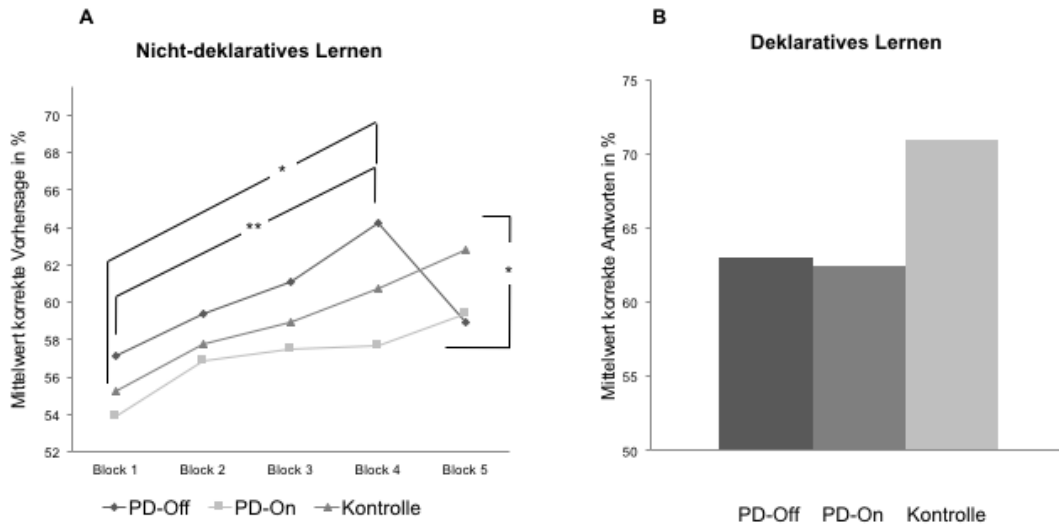 A
Nicht-deklaratives Lernen
Mittelwert korrekte Vorhersage in %
70
68
66
64
62
60
58
56
54
52
*
**
*
Block 1 Block 2 Block 3 Block 4 Block 5
PD-Off PD-On Kontrolle
B
Deklaratives Lernen
Mittelwert korrekte Antworten in %
75
70
65
60
55
50
PD-Off PD-On Kontrolle